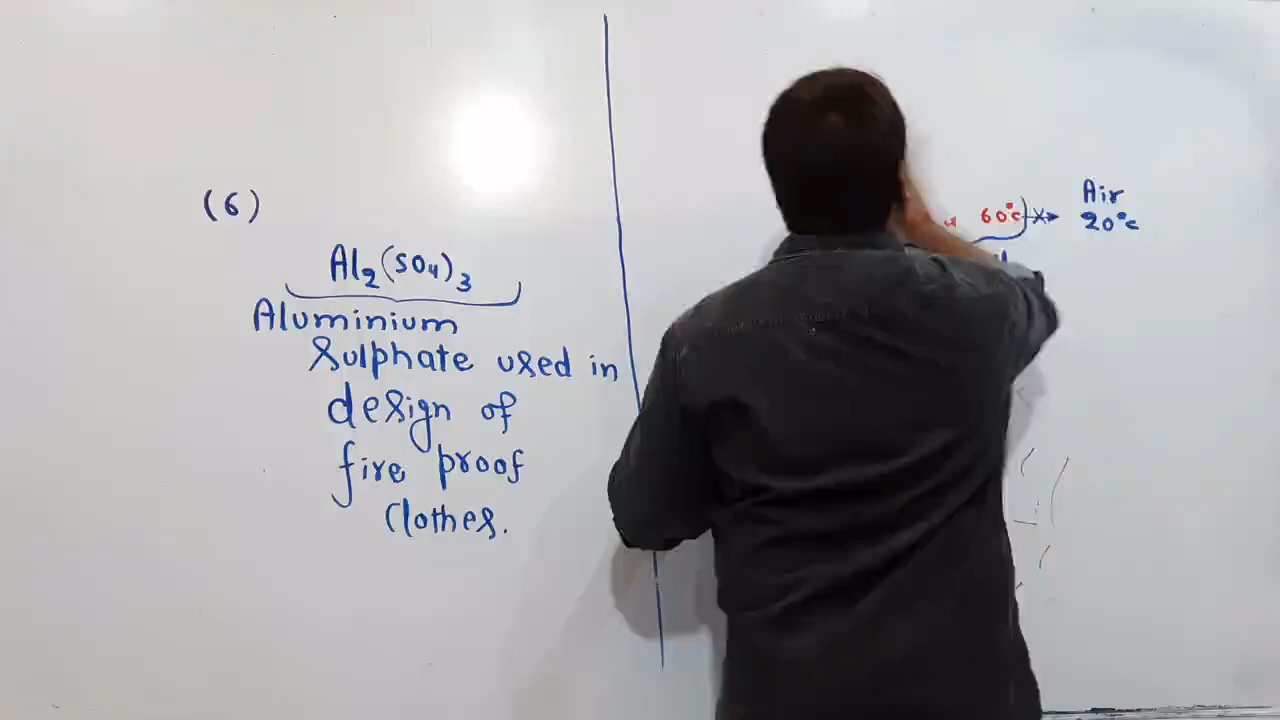 (6)
Al₂(SO₄)₃
Aluminium
Sulphate used in
design of
fire proof
Clothes.
60°c
Air
20°c